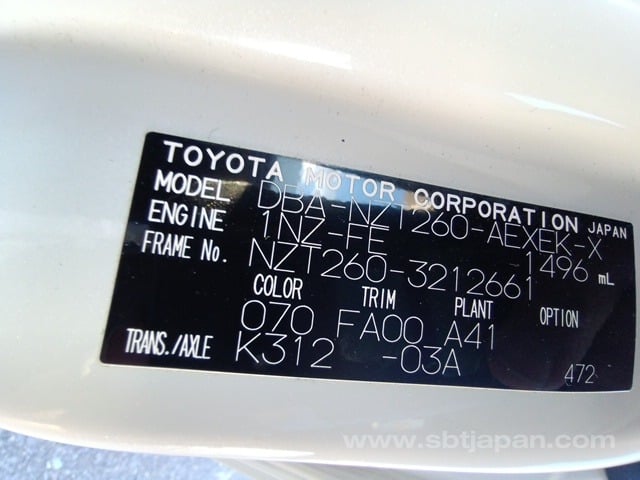 TOYOTA MOTOR CORPORATION JAPAN
MODEL DBA-NZT260-AEXEK-X
ENGINE 1NZ-FE 1496 mL
FRAME No. NZT260-3212661
COLOR TRIM PLANT OPTION
070 FA00 A41
TRANS./AXLE K312 -03A 472
www.sbtjapan.com